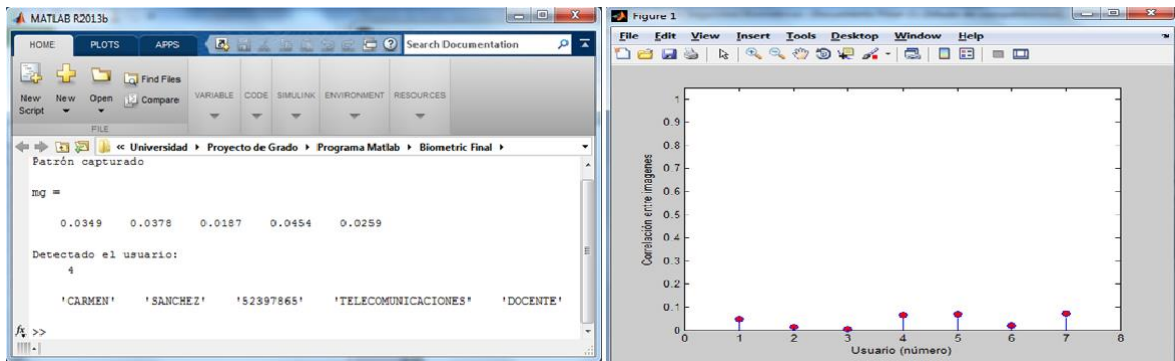 MATLAB R2013b
HOME PLOTS APPS Search Documentation
New Script New Open Find Files Compare
FILE
VARIABLE CODE SIMULINK ENVIRONMENT RESOURCES
« Universidad ▸ Proyecto de Grado ▸ Programa Matlab ▸ Biometric Final ▸
Patrón capturado
mg =
0.0349 0.0378 0.0187 0.0454 0.0259
Detectado el usuario:
4
'CARMEN' 'SANCHEZ' '52397865' 'TELECOMUNICACIONES' 'DOCENTE'
fx >>
Figure 1
File Edit View Insert Tools Desktop Window Help
1
0.9
0.8
0.7
0.6
0.5
0.4
0.3
0.2
0.1
0
Correlación entre imagenes
0 1 2 3 4 5 6 7 8
Usuario (número)